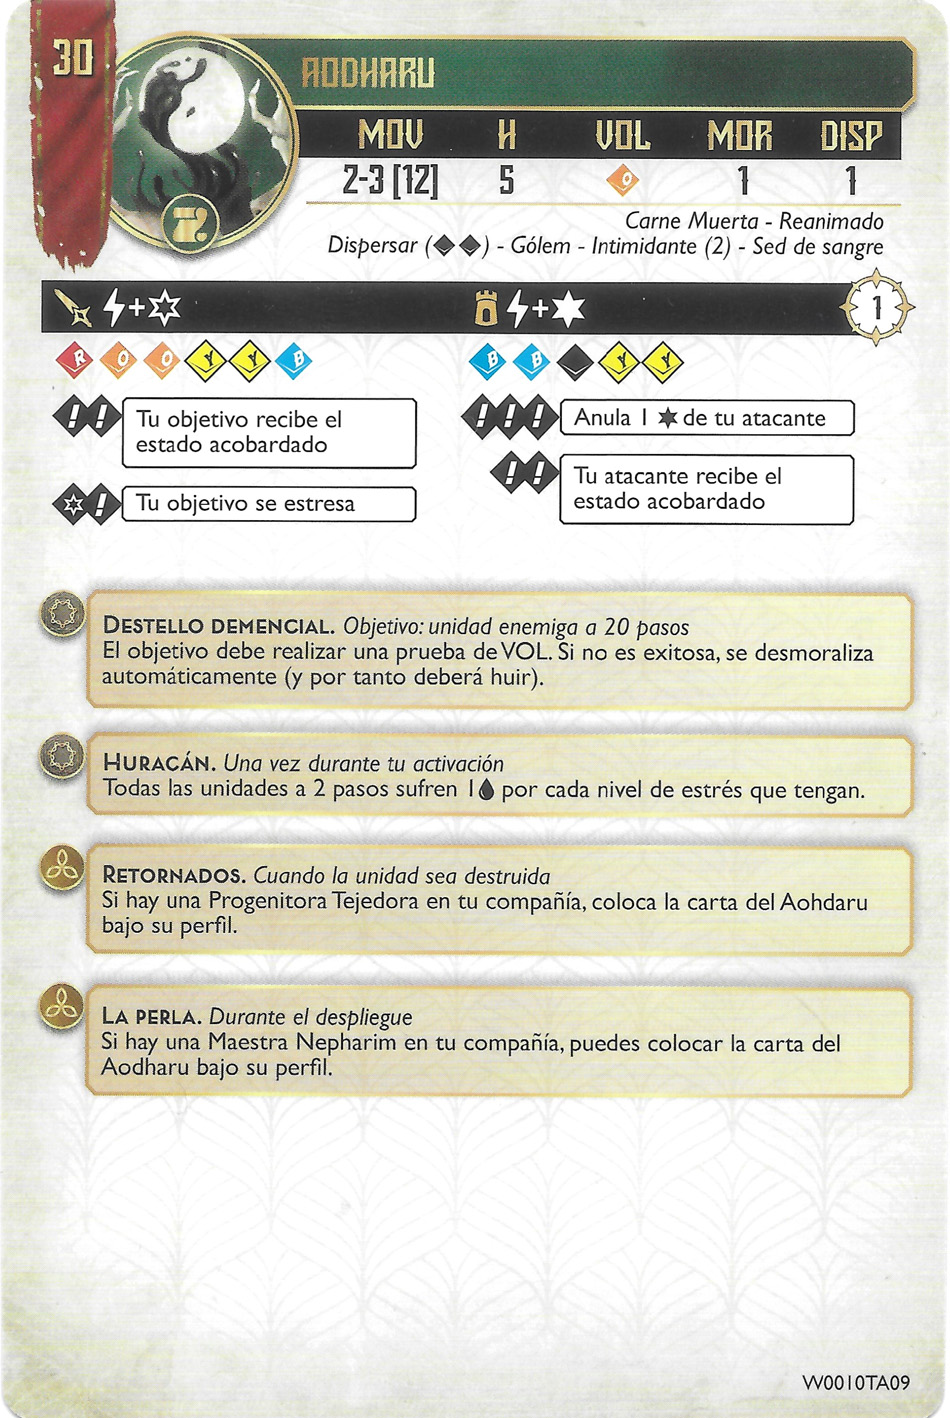 30
AODHARU
MOV H VOL MOR DISP
2-3 [12] 5 O 1 1
Carne Muerta - Reanimado
Dispersar (◆◆) - Gólem - Intimidante (2) - Sed de sangre
+ + 1
R O O Y Y B
B B Y Y
!! Tu objetivo recibe el
estado acobardado
! Tu objetivo se estresa
!!! Anula 1 ✶ de tu atacante
!! Tu atacante recibe el
estado acobardado
DESTELLO DEMENCIAL. Objetivo: unidad enemiga a 20 pasos
El objetivo debe realizar una prueba de VOL. Si no es exitosa, se desmoraliza
automáticamente (y por tanto deberá huir).
HURACÁN. Una vez durante tu activación
Todas las unidades a 2 pasos sufren 1 por cada nivel de estrés que tengan.
RETORNADOS. Cuando la unidad sea destruida
Si hay una Progenitora Tejedora en tu compañía, coloca la carta del Aohdaru
bajo su perfil.
LA PERLA. Durante el despliegue
Si hay una Maestra Nepharim en tu compañía, puedes colocar la carta del
Aodharu bajo su perfil.
W0010TA09